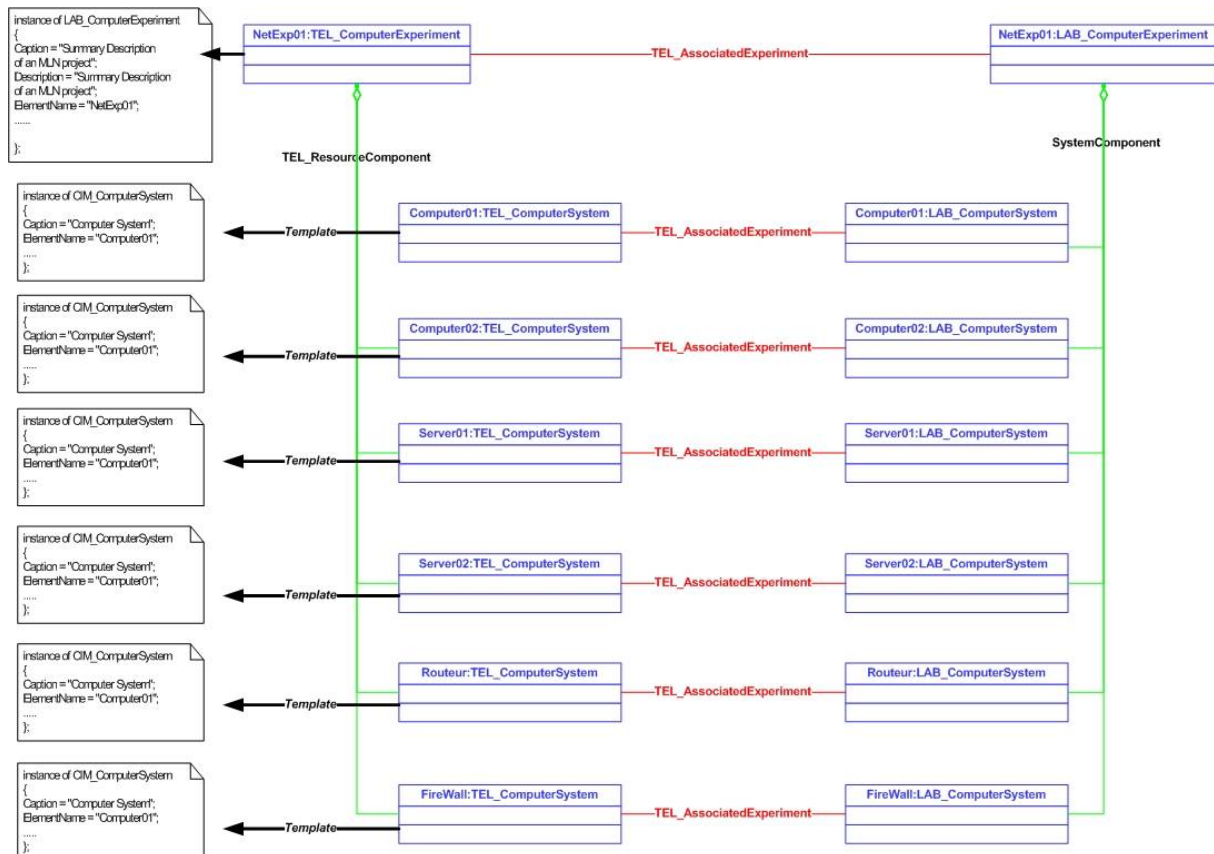 instance of LAB_ComputerExperiment
{
Caption = "Summary Description
of an MLN project";
Description = "Summary Description
of an MLN project";
ElementName = "NetExp01";
......
};
NetExp01:TEL_ComputerExperiment
TEL_AssociatedExperiment
NetExp01:LAB_ComputerExperiment
TEL_ResourceComponent
SystemComponent
instance of CIM_ComputerSystem
{
Caption = "Computer System";
ElementName = "Computer01";
.....
};
Template
Computer01:TEL_ComputerSystem
TEL_AssociatedExperiment
Computer01:LAB_ComputerSystem
instance of CIM_ComputerSystem
{
Caption = "Computer System";
ElementName = "Computer01";
.....
};
Template
Computer02:TEL_ComputerSystem
TEL_AssociatedExperiment
Computer02:LAB_ComputerSystem
instance of CIM_ComputerSystem
{
Caption = "Computer System";
ElementName = "Computer01";
.....
};
Template
Server01:TEL_ComputerSystem
TEL_AssociatedExperiment
Server01:LAB_ComputerSystem
instance of CIM_ComputerSystem
{
Caption = "Computer System";
ElementName = "Computer01";
.....
};
Template
Server02:TEL_ComputerSystem
TEL_AssociatedExperiment
Server02:LAB_ComputerSystem
instance of CIM_ComputerSystem
{
Caption = "Computer System";
ElementName = "Computer01";
.....
};
Template
Routeur:TEL_ComputerSystem
TEL_AssociatedExperiment
Routeur:LAB_ComputerSystem
instance of CIM_ComputerSystem
{
Caption = "Computer System";
ElementName = "Computer01";
.....
};
Template
FireWall:TEL_ComputerSystem
TEL_AssociatedExperiment
FireWall:LAB_ComputerSystem